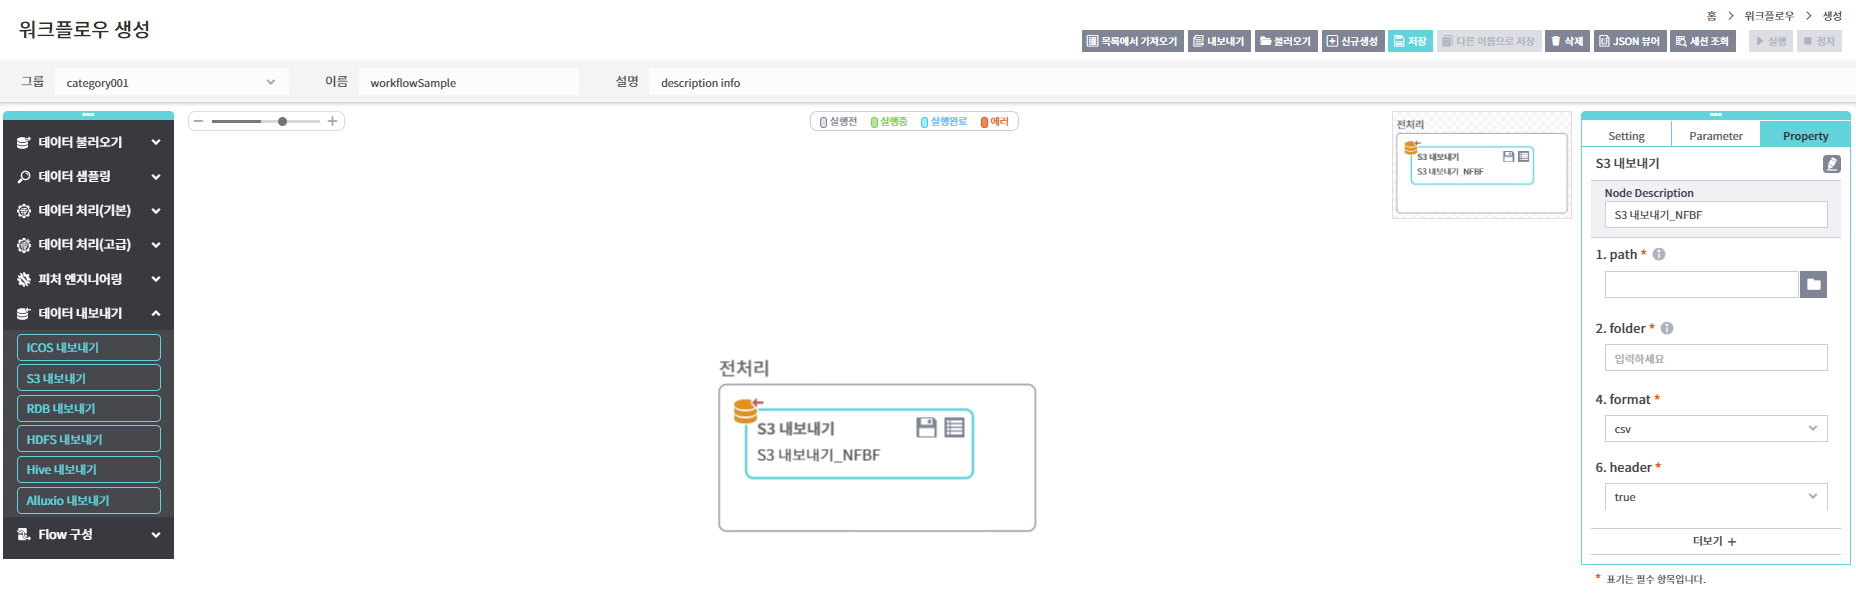 워크플로우 생성
홈 > 워크플로우 > 생성
목록에서 가져오기 내보내기 불러오기 신규생성 저장 다른 이름으로 저장 삭제 JSON 뷰어 세션 조회 실행 정지
그룹 category001 이름 workflowSample 설명 description info
데이터 불러오기
데이터 샘플링
데이터 처리(기본)
데이터 처리(고급)
피처 엔지니어링
데이터 내보내기
ICOS 내보내기
S3 내보내기
RDB 내보내기
HDFS 내보내기
Hive 내보내기
Alluxio 내보내기
Flow 구성
실행전 실행중 실행완료 에러
전처리
S3 내보내기
S3 내보내기_NFBF
전처리
S3 내보내기
S3 내보내기_NFBF
Setting Parameter Property
S3 내보내기
Node Description
S3 내보내기_NFBF
1. path *
2. folder *
입력하세요
4. format *
csv
6. header *
true
더보기 +
* 표기는 필수 항목입니다.